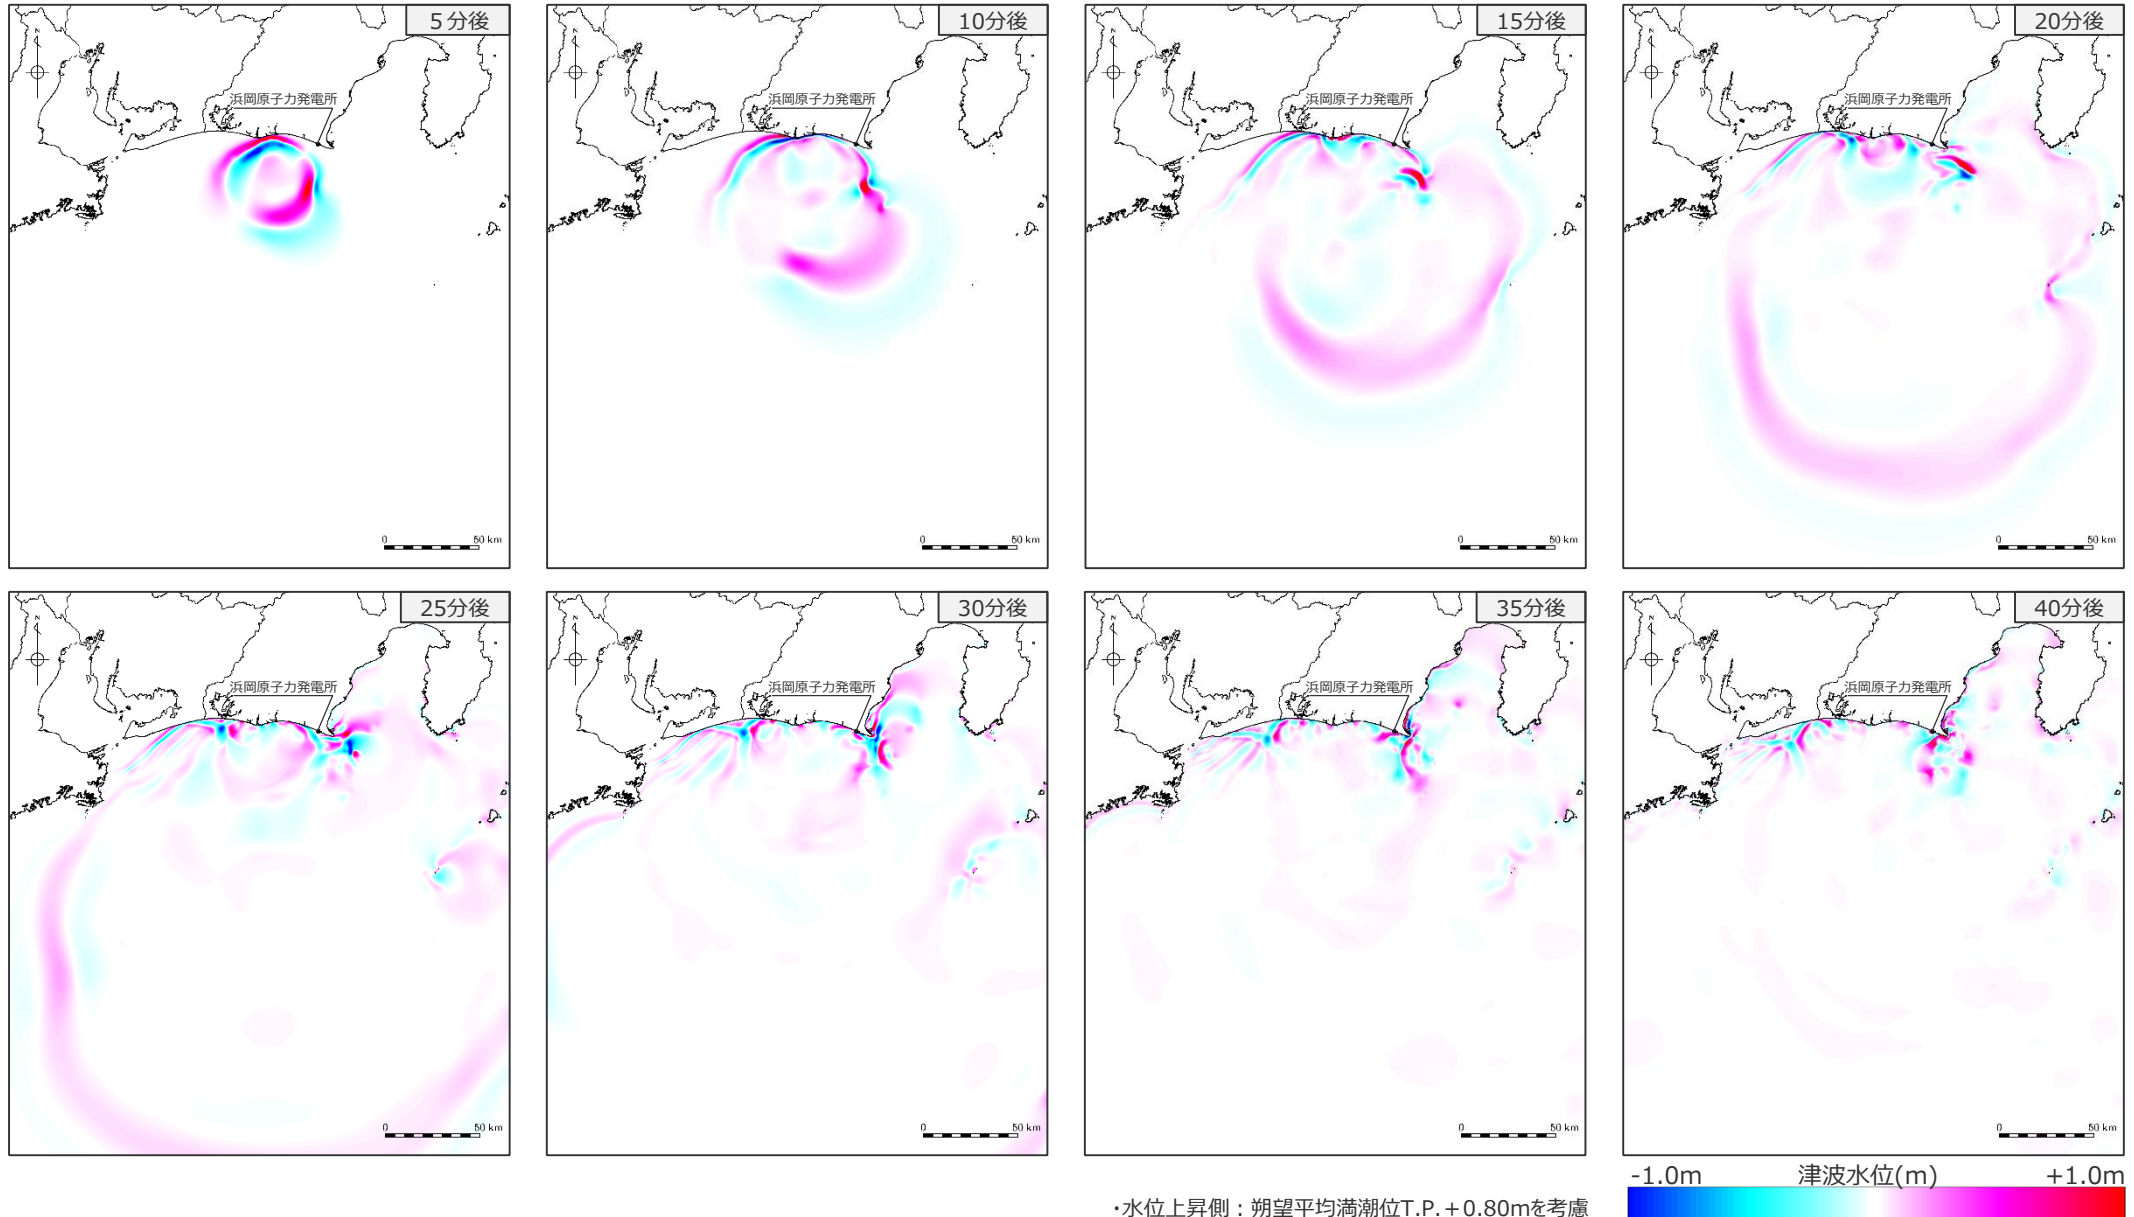 5分後
N
浜岡原子力発電所
0 50 km
10分後
N
浜岡原子力発電所
0 50 km
15分後
N
浜岡原子力発電所
0 50 km
20分後
N
浜岡原子力発電所
0 50 km
25分後
N
浜岡原子力発電所
0 50 km
30分後
N
浜岡原子力発電所
0 50 km
35分後
N
浜岡原子力発電所
0 50 km
40分後
N
浜岡原子力発電所
0 50 km
-1.0m 津波水位(m) +1.0m
・水位上昇側：朔望平均満潮位T.P.＋0.80mを考慮